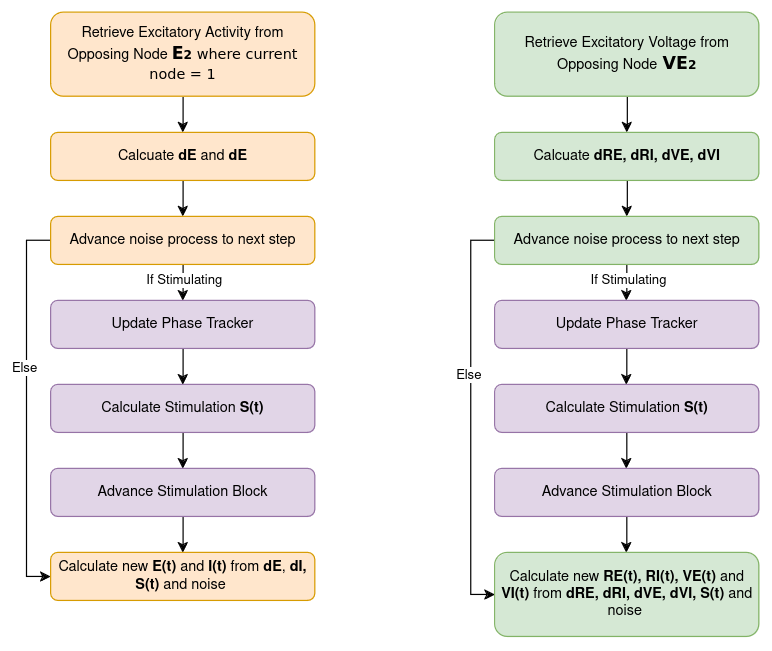 Retrieve Excitatory Activity from
Opposing Node E2 where current
node = 1
Calcuate dE and dE
Advance noise process to next step
If Stimulating
Update Phase Tracker
Else
Calculate Stimulation S(t)
Advance Stimulation Block
Calculate new E(t) and I(t) from dE, dI,
S(t) and noise
Retrieve Excitatory Voltage from
Opposing Node VE2
Calcuate dRE, dRI, dVE, dVI
Advance noise process to next step
If Stimulating
Update Phase Tracker
Else
Calculate Stimulation S(t)
Advance Stimulation Block
Calculate new RE(t), RI(t), VE(t) and
VI(t) from dRE, dRI, dVE, dVI, S(t) and
noise